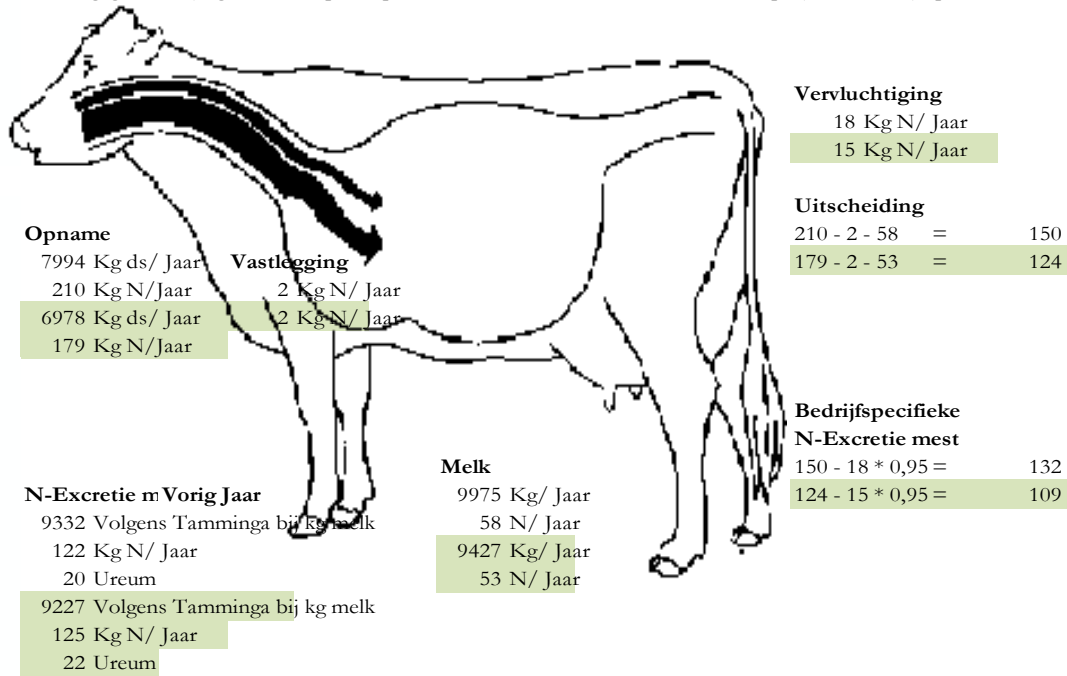 Vervluchtiging
18 Kg N/ Jaar
15 Kg N/ Jaar
Uitscheiding
210 - 2 - 58 = 150
179 - 2 - 53 = 124
Opname
7994 Kg ds/ Jaar
210 Kg N/Jaar
6978 Kg ds/ Jaar
179 Kg N/Jaar
Vastlegging
2 Kg N/ Jaar
2 Kg N/ Jaar
Bedrijfspecifieke
N-Excretie mest
150 - 18 * 0,95 = 132
124 - 15 * 0,95 = 109
Melk
9975 Kg/ Jaar
58 N/ Jaar
9427 Kg/ Jaar
53 N/ Jaar
N-Excretie m Vorig Jaar
9332 Volgens Tamminga bij kg melk
122 Kg N/ Jaar
20 Ureum
9227 Volgens Tamminga bij kg melk
125 Kg N/ Jaar
22 Ureum